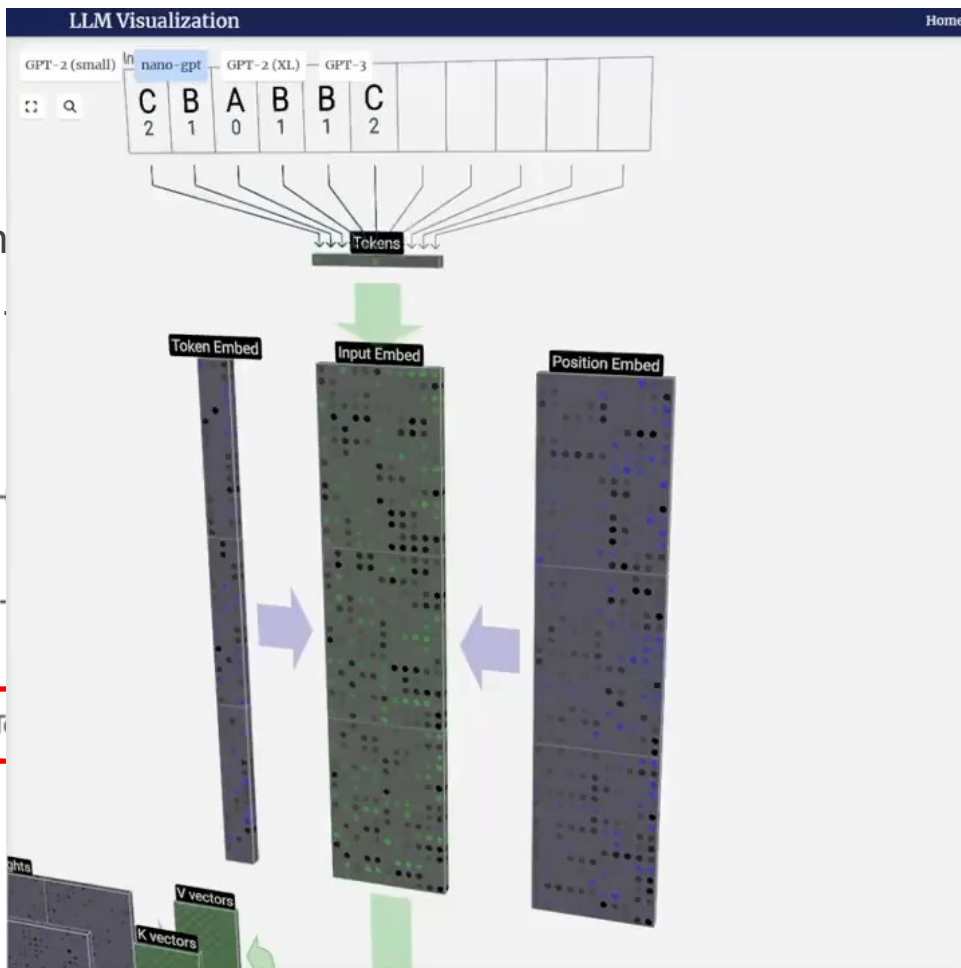 LLM Visualization
Home
GPT-2 (small)
nano-gpt
GPT-2 (XL)
GPT-3
C B A B B C
2 1 0 1 1 2
Tokens
Token Embed
Input Embed
Position Embed
V vectors
K vectors